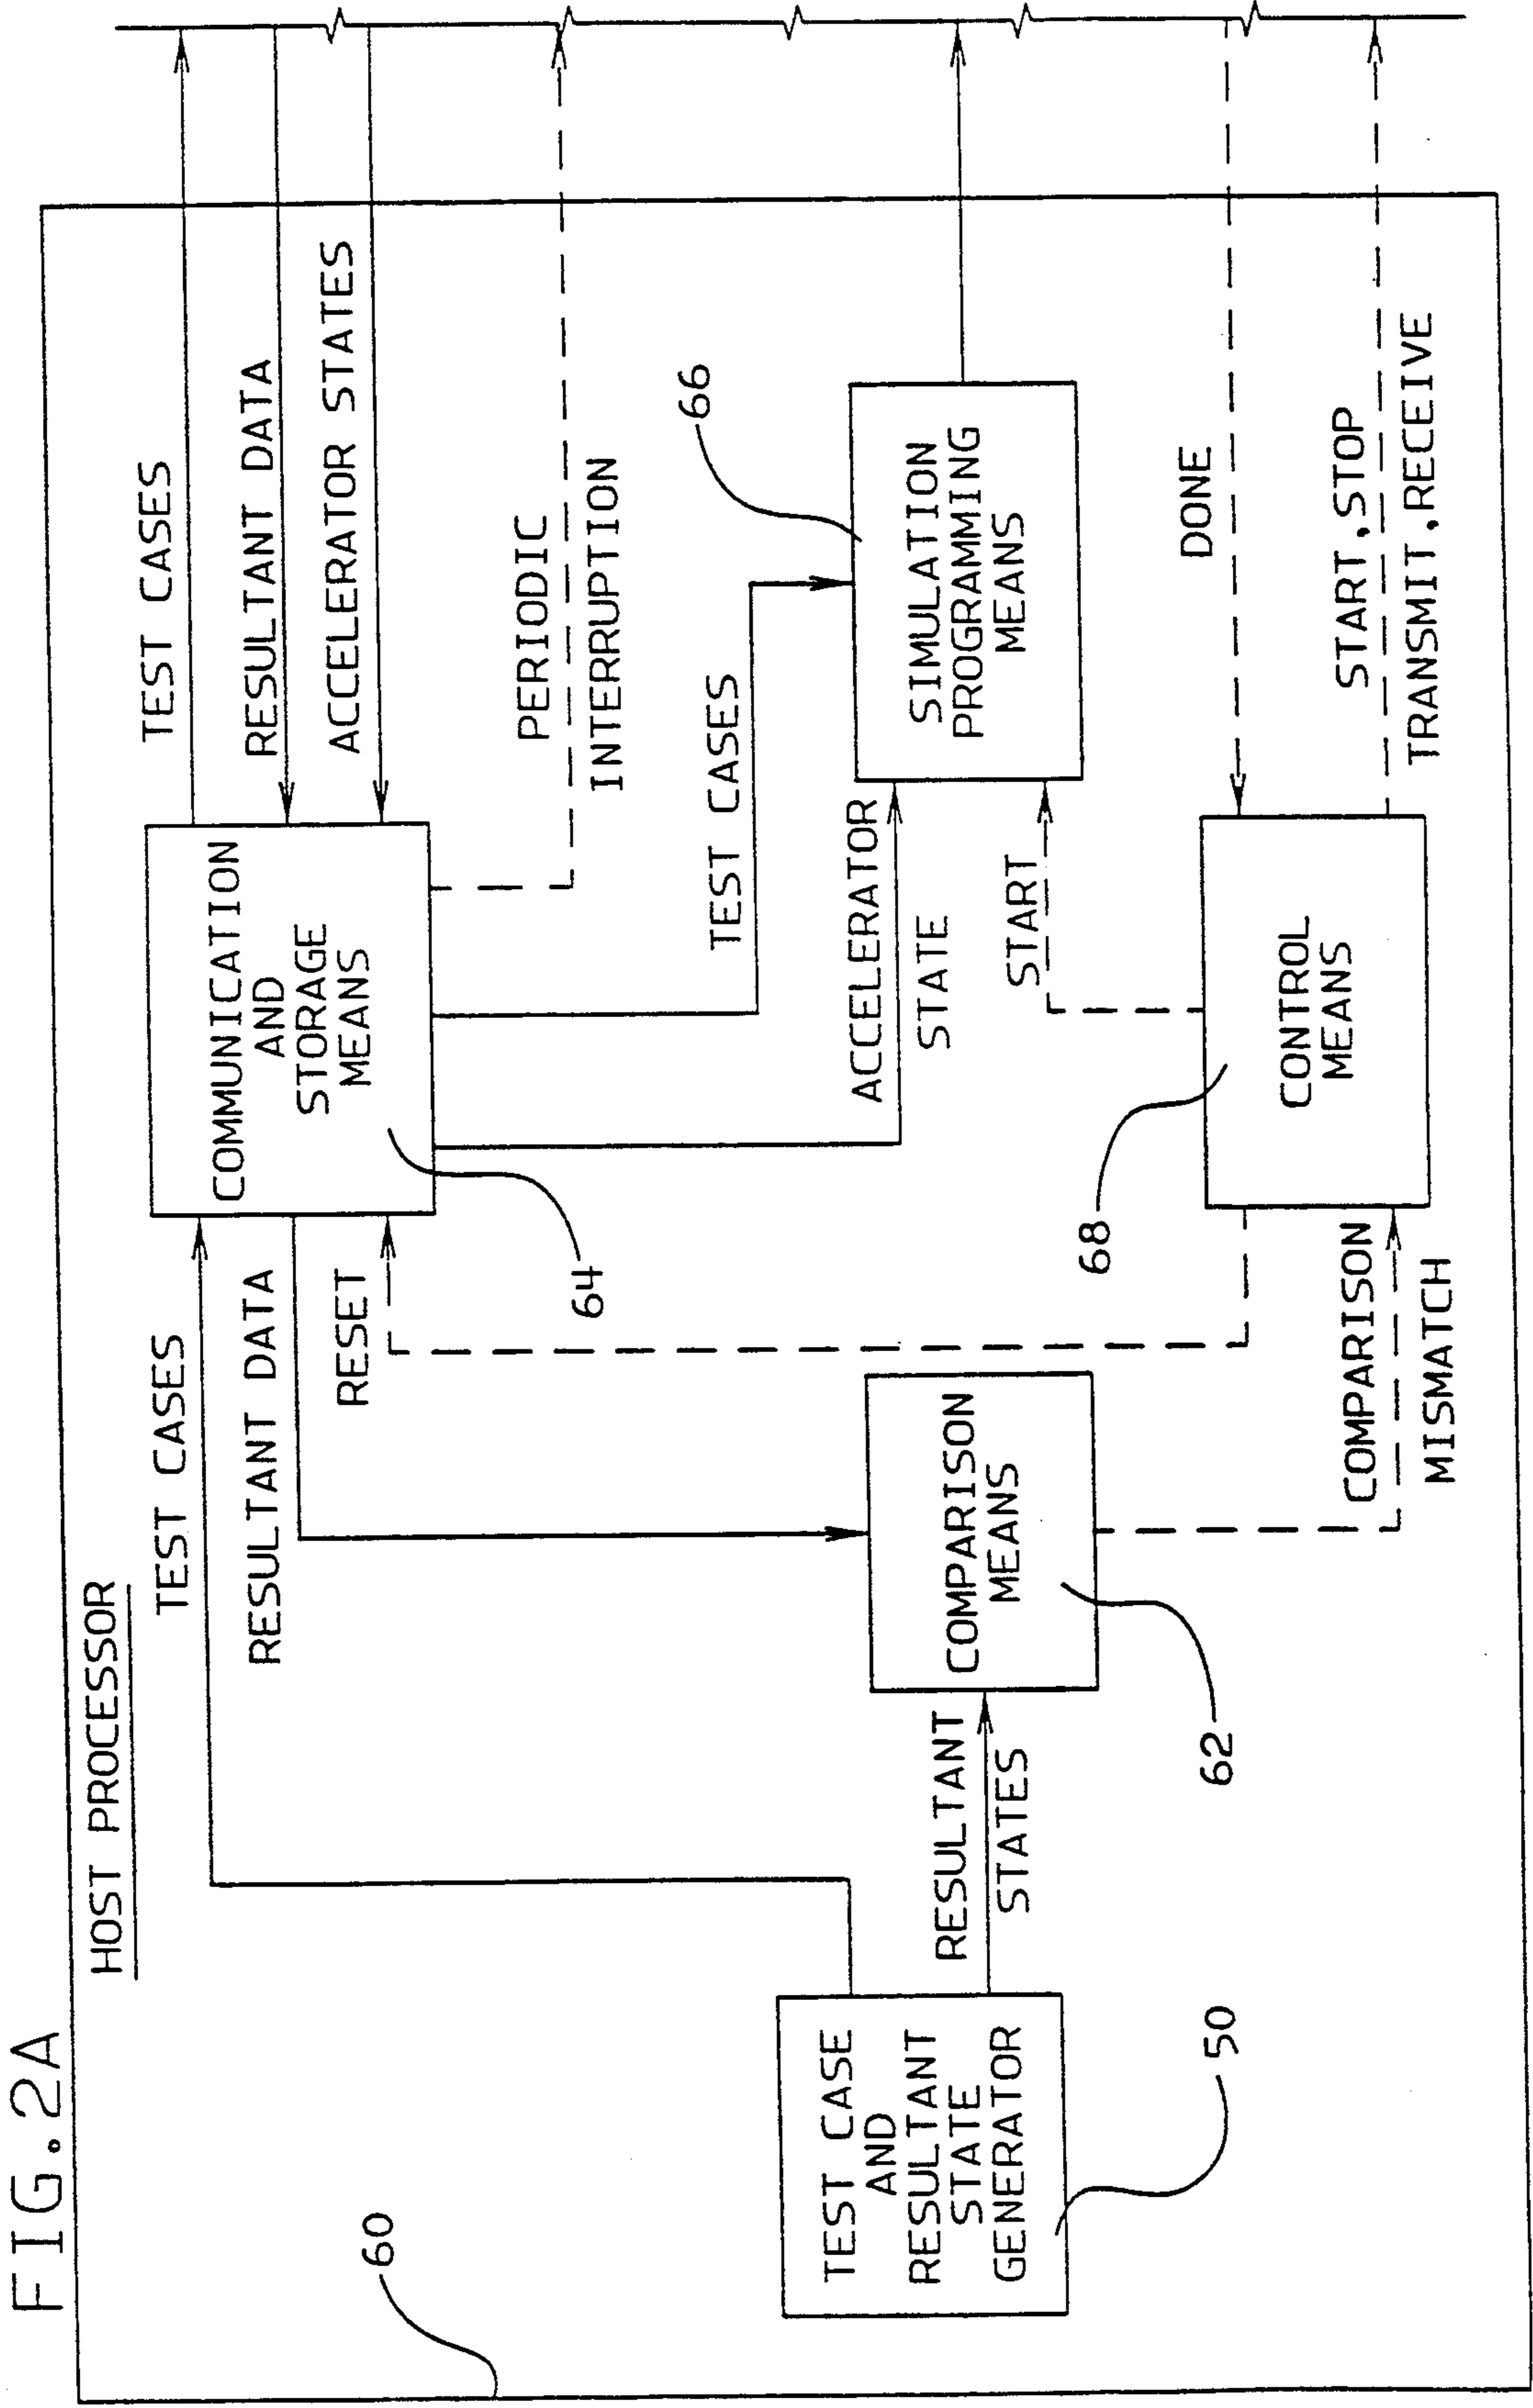 FIG.2A
HOST PROCESSOR
60
TEST CASE
AND
RESULTANT
STATE
GENERATOR
50
TEST CASES
RESULTANT DATA
RESET
RESULTANT
STATES
COMPARISON
MEANS
62
COMPARISON
MISMATCH
COMMUNICATION
AND
STORAGE
MEANS
64
TEST CASES
RESULTANT DATA
ACCELERATOR STATES
PERIODIC
INTERRUPTION
TEST CASES
ACCELERATOR
STATE
START
SIMULATION
PROGRAMMING
MEANS
66
CONTROL
MEANS
68
DONE
START,STOP
TRANSMIT,RECEIVE